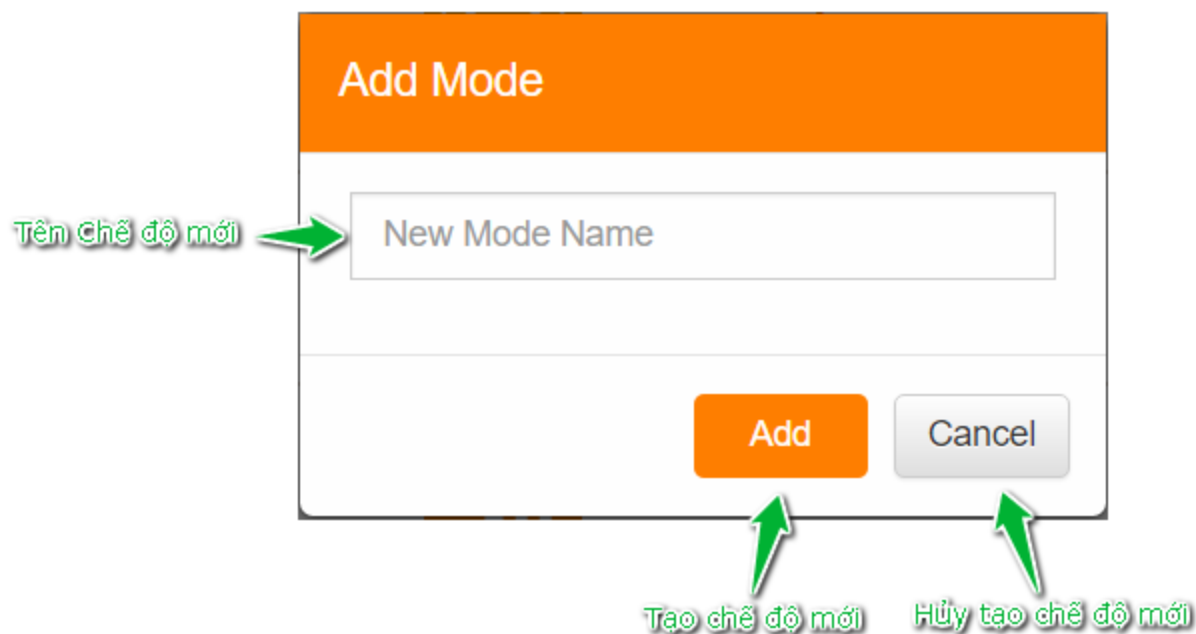 Add Mode
Tên Chế độ mới
New Mode Name
Add
Cancel
Tạo chế độ mới
Hủy tạo chế độ mới